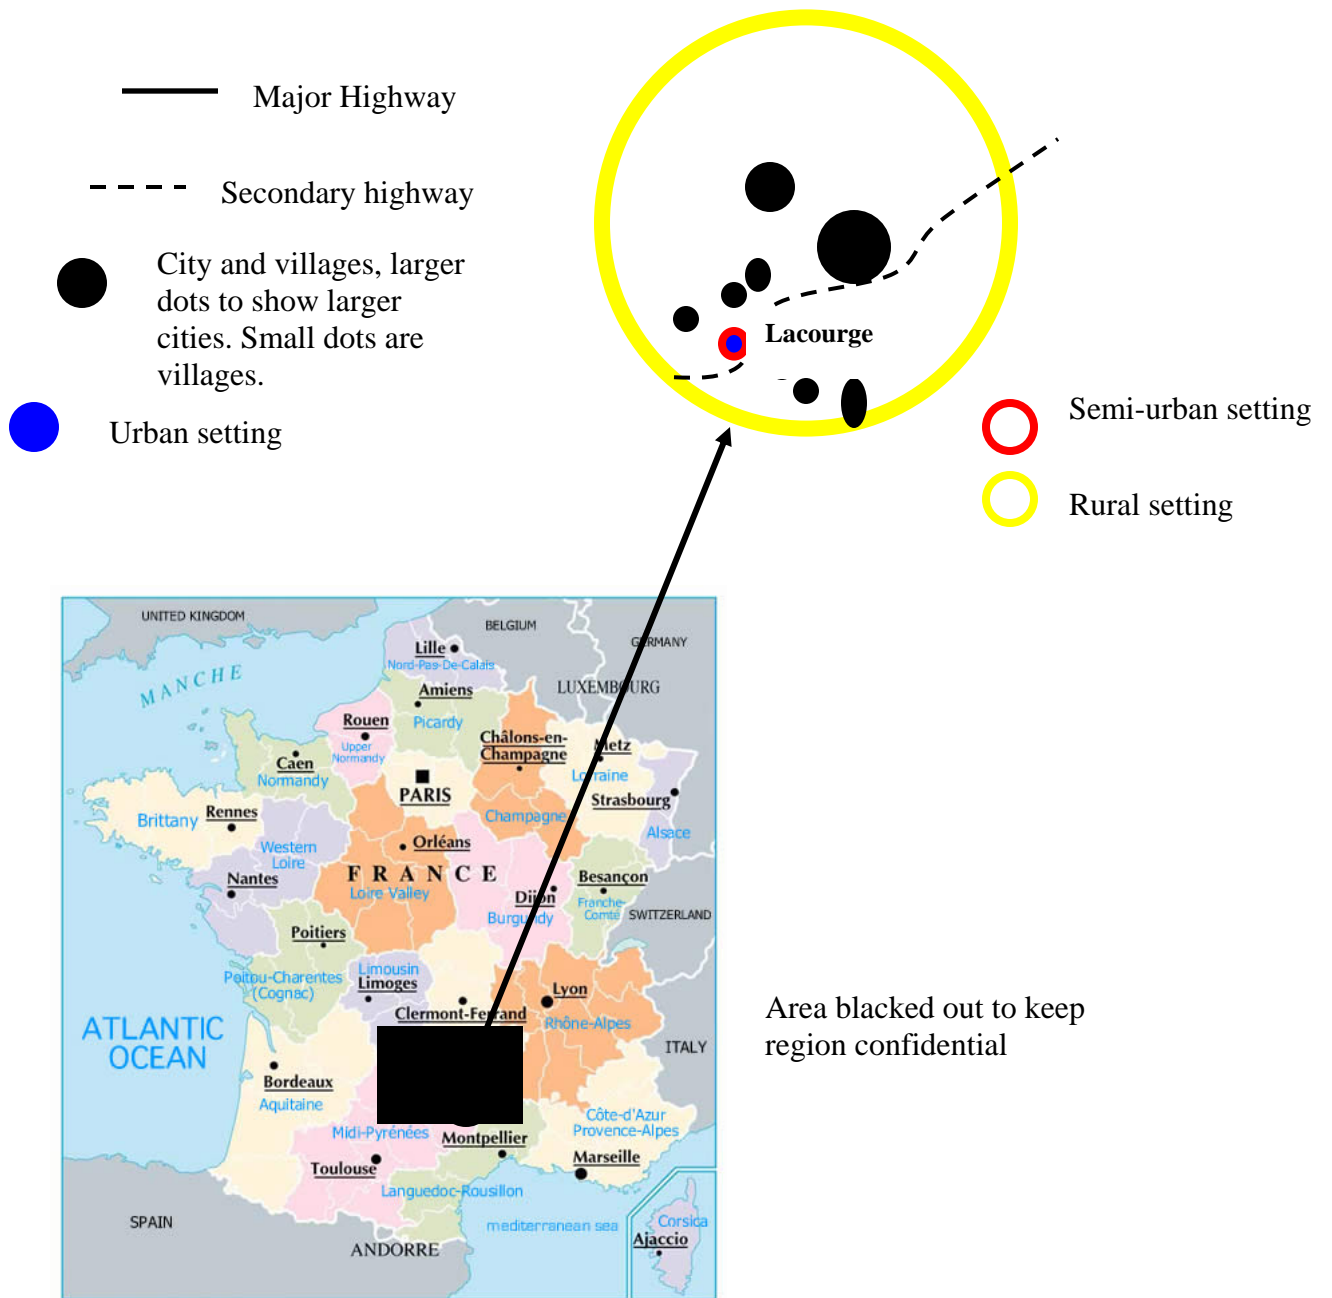 Major Highway
Secondary highway
City and villages, larger
dots to show larger
cities. Small dots are
villages.
Urban setting
Lacourge
Semi-urban setting
Rural setting
UNITED KINGDOM
BELGIUM
GERMANY
LUXEMBOURG
MANCHE
Lille
Nord-Pas-De-Calais
Amiens
Picardy
Rouen
Upper
Normandy
Caen
Normandy
Châlons-en-
Champagne
Metz
Lorraine
PARIS
Strasbourg
Champagne
Alsace
Brittany
Rennes
Western
Loire
Orléans
FRANCE
Loire Valley
Nantes
Dijon
Burgundy
Besançon
Franche-
Comté
SWITZERLAND
Poitiers
Poitou-Charentes
(Cognac)
Limousin
Limoges
Clermont-Ferrand
Lyon
Rhône-Alpes
ATLANTIC
OCEAN
ITALY
Bordeaux
Aquitaine
Midi-Pyrénées
Montpellier
Côte-d'Azur
Provence-Alpes
Toulouse
Marseille
Languedoc-Rousillon
SPAIN
ANDORRE
mediterranean sea
Corsica
Ajaccio
Area blacked out to keep
region confidential